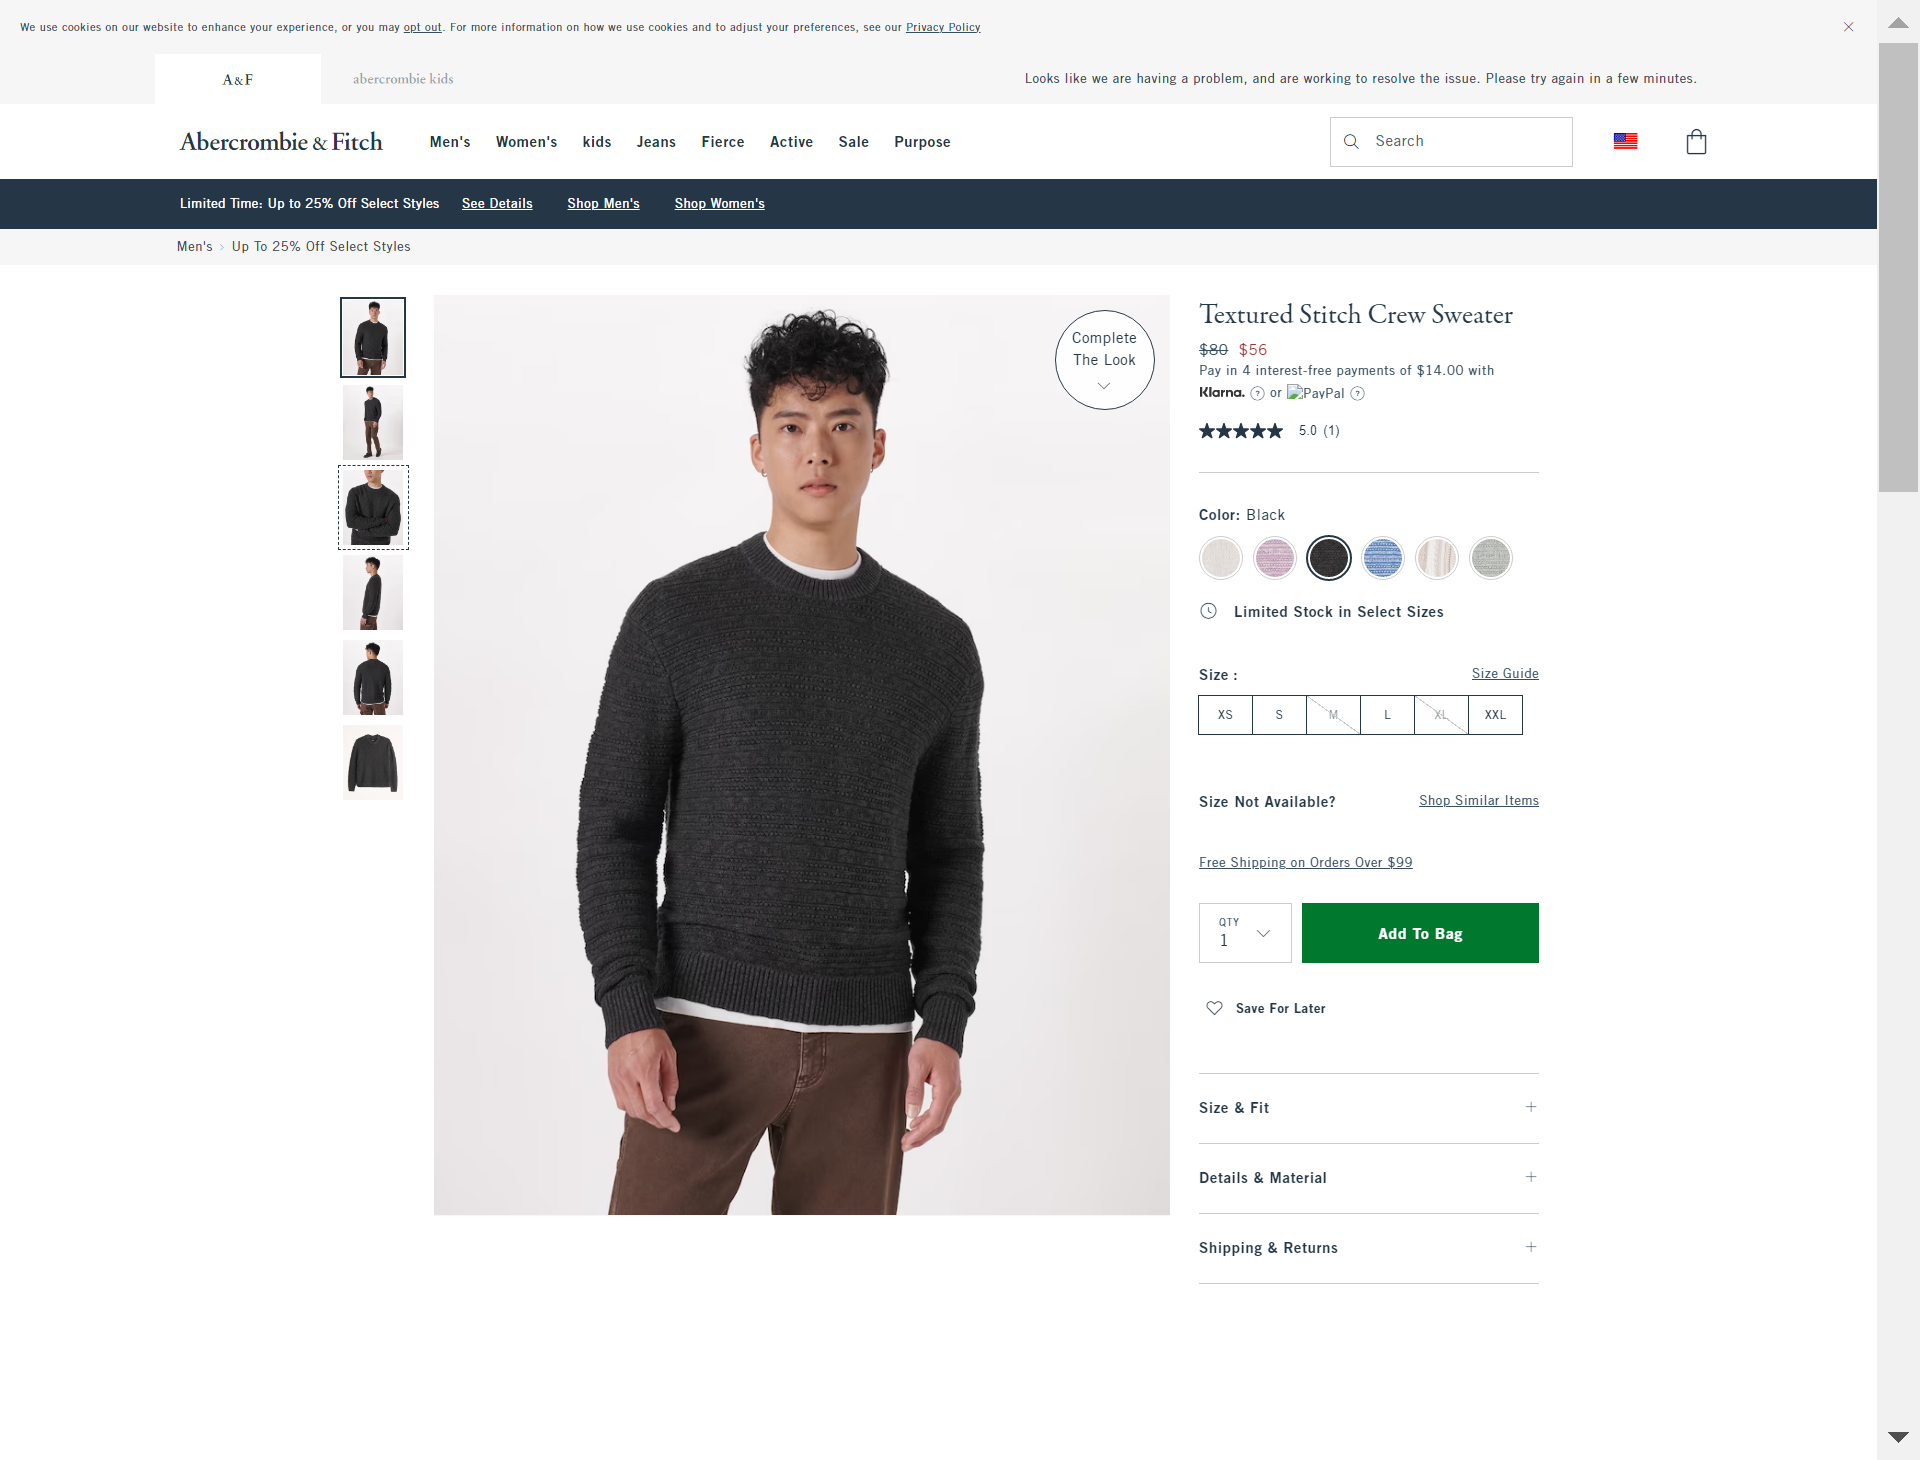 We use cookies on our website to enhance your experience, or you may opt out. For more information on how we use cookies and to adjust your preferences, see our Privacy Policy
A&F
abercrombie kids
Looks like we are having a problem, and are working to resolve the issue. Please try again in a few minutes.
Abercrombie & Fitch
Men's Women's kids Jeans Fierce Active Sale Purpose
Search
Limited Time: Up to 25% Off Select Styles See Details Shop Men's Shop Women's
Men's › Up To 25% Off Select Styles
Complete
The Look
Textured Stitch Crew Sweater
$80 $56
Pay in 4 interest-free payments of $14.00 with
Klarna. ? or PayPal ?
5.0 (1)
Color: Black
Limited Stock in Select Sizes
Size : Size Guide
XS S M L XL XXL
Size Not Available? Shop Similar Items
Free Shipping on Orders Over $99
QTY
1
Add To Bag
Save For Later
Size & Fit
Details & Material
Shipping & Returns